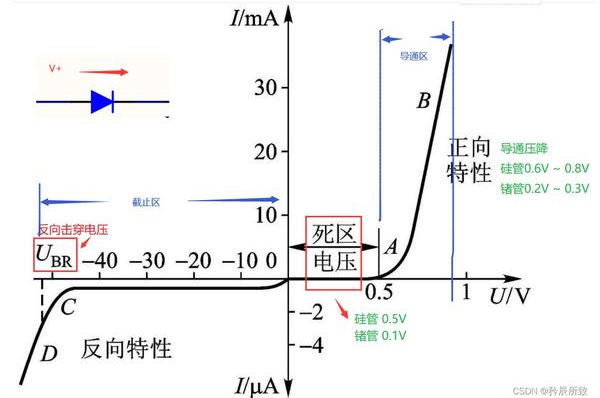 I/mA
V+
导通区
30
B
正向
特性
导通压降
硅管0.6V ~ 0.8V
锗管0.2V ~ 0.3V
20
截止区
10
反向击穿电压
死区
电压
A
UBR
-40 -30 -20 -10 0
0.5
1
U/V
C
-2
硅管 0.5V
锗管 0.1V
D
反向特性
-4
I/μA
CSDN @矜辰所致